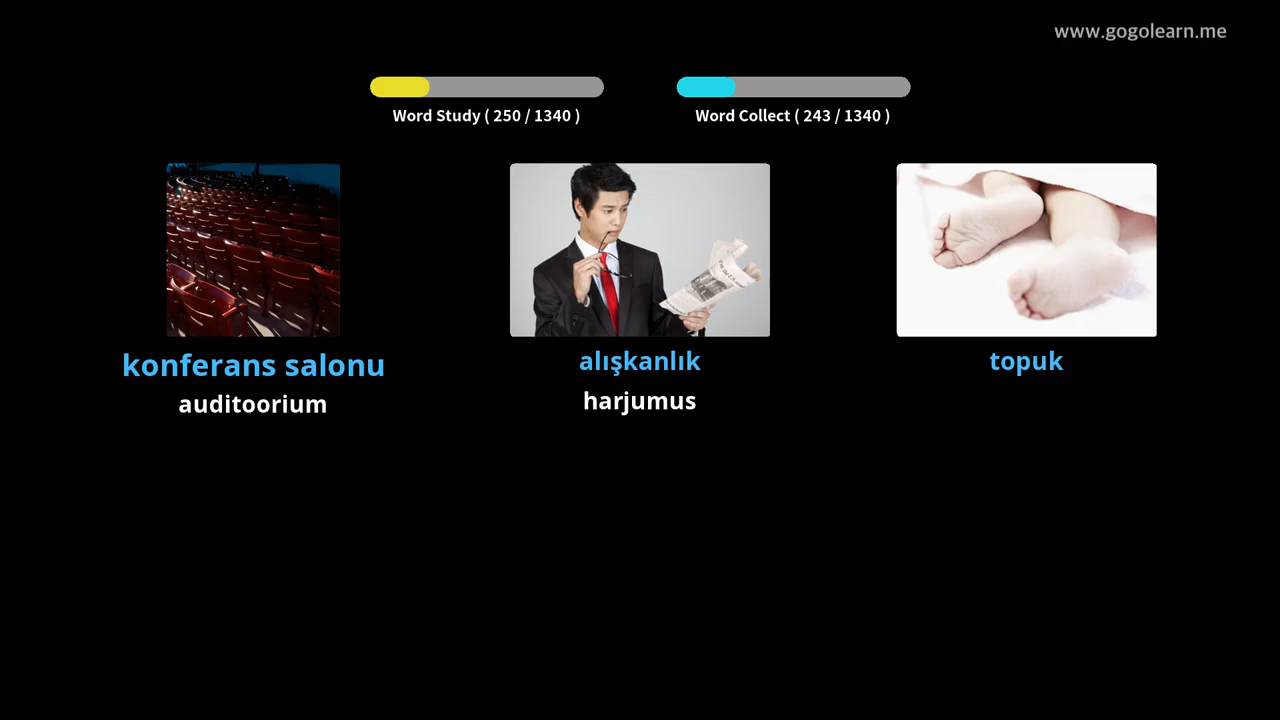 www.gogolearn.me
Word Study ( 250 / 1340 )
Word Collect ( 243 / 1340 )
konferans salonu
auditoorium
alışkanlık
harjumus
topuk